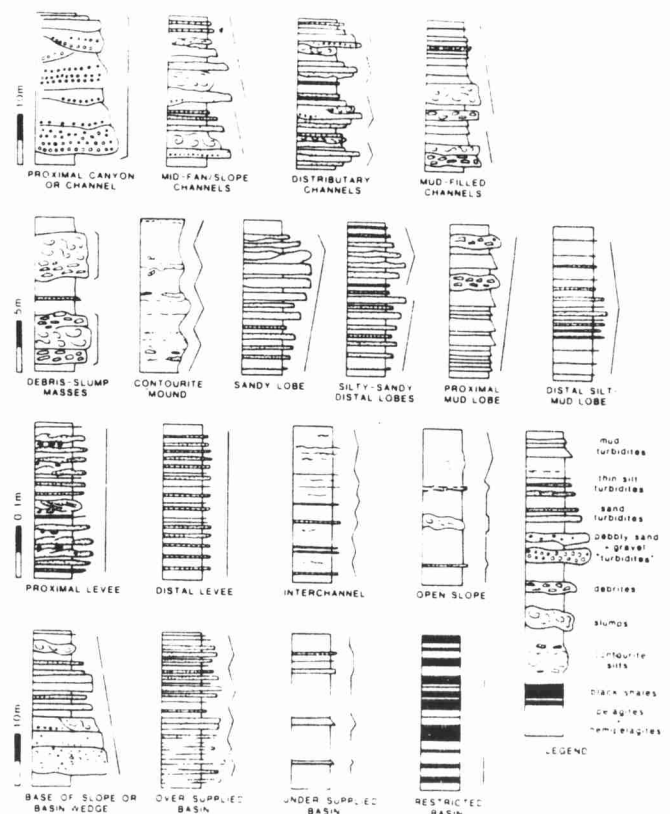 10m
PROXIMAL CANYON
OR CHANNEL
MID-FAN/SLOPE
CHANNELS
DISTRIBUTARY
CHANNELS
MUD-FILLED
CHANNELS
5m
DEBRIS-SLUMP
MASSES
CONTOURITE
MOUND
SANDY LOBE
SILTY-SANDY
DISTAL LOBES
PROXIMAL
MUD LOBE
DISTAL SILT-
MUD LOBE
0.1m
PROXIMAL LEVEE
DISTAL LEVEE
INTERCHANNEL
OPEN SLOPE
mud
turbidites
thin silt
turbidites
sand
turbidites
pebbly sand
+ gravel
"turbidites"
debrites
slumps
contourite
silts
black shales
pelagites
hemipelagites
LEGEND
10m
BASE OF SLOPE OR
BASIN WEDGE
OVER SUPPLIED
BASIN
UNDER SUPPLIED
BASIN
RESTRICTED
BASIN